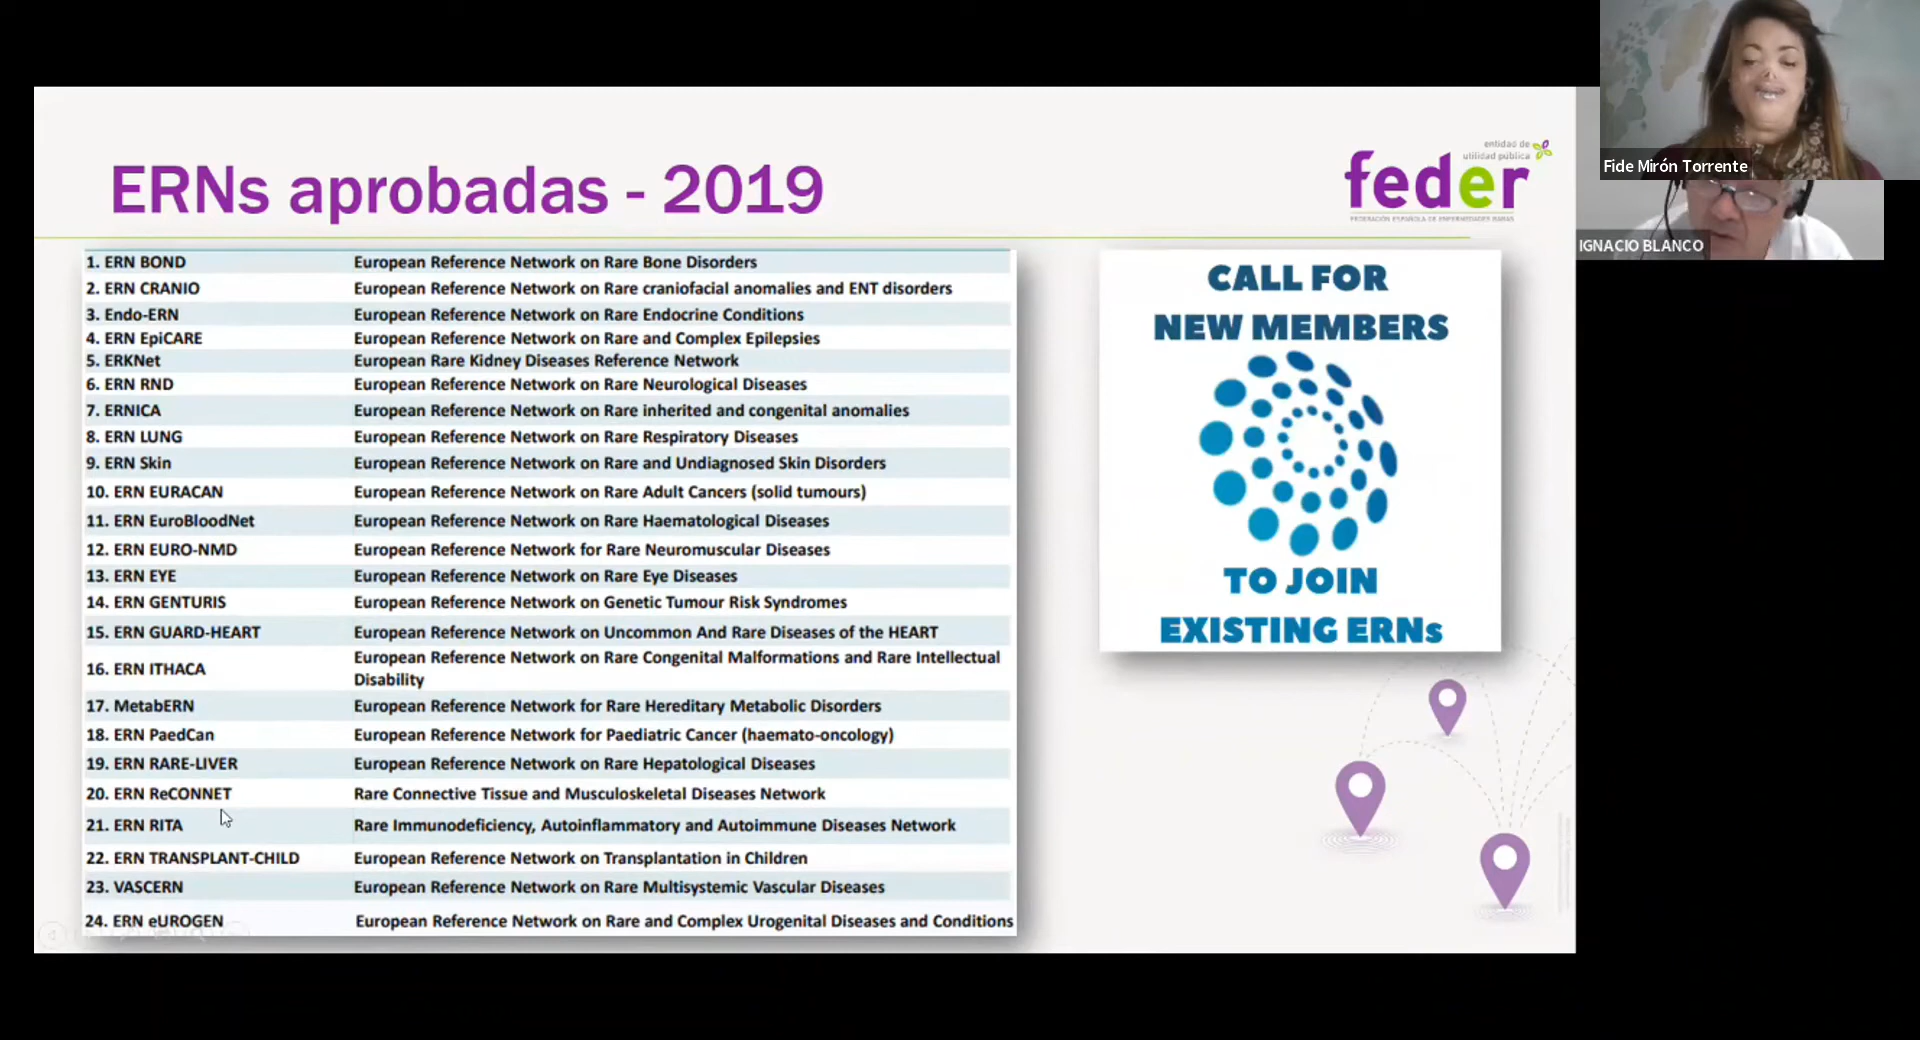 ERNs aprobadas - 2019
entidad de
utilidad pública
feder
FEDERACIÓN ESPAÑOLA DE ENFERMEDADES RARAS
Fide Mirón Torrente
IGNACIO BLANCO
1. ERN BOND European Reference Network on Rare Bone Disorders
2. ERN CRANIO European Reference Network on Rare craniofacial anomalies and ENT disorders
3. Endo-ERN European Reference Network on Rare Endocrine Conditions
4. ERN EpiCARE European Reference Network on Rare and Complex Epilepsies
5. ERKNet European Rare Kidney Diseases Reference Network
6. ERN RND European Reference Network on Rare Neurological Diseases
7. ERNICA European Reference Network on Rare inherited and congenital anomalies
8. ERN LUNG European Reference Network on Rare Respiratory Diseases
9. ERN Skin European Reference Network on Rare and Undiagnosed Skin Disorders
10. ERN EURACAN European Reference Network on Rare Adult Cancers (solid tumours)
11. ERN EuroBloodNet European Reference Network on Rare Haematological Diseases
12. ERN EURO-NMD European Reference Network for Rare Neuromuscular Diseases
13. ERN EYE European Reference Network on Rare Eye Diseases
14. ERN GENTURIS European Reference Network on Genetic Tumour Risk Syndromes
15. ERN GUARD-HEART European Reference Network on Uncommon And Rare Diseases of the HEART
16. ERN ITHACA European Reference Network on Rare Congenital Malformations and Rare Intellectual
Disability
17. MetabERN European Reference Network for Rare Hereditary Metabolic Disorders
18. ERN PaedCan European Reference Network for Paediatric Cancer (haemato-oncology)
19. ERN RARE-LIVER European Reference Network on Rare Hepatological Diseases
20. ERN ReCONNET Rare Connective Tissue and Musculoskeletal Diseases Network
21. ERN RITA Rare Immunodeficiency, Autoinflammatory and Autoimmune Diseases Network
22. ERN TRANSPLANT-CHILD European Reference Network on Transplantation in Children
23. VASCERN European Reference Network on Rare Multisystemic Vascular Diseases
24. ERN eUROGEN European Reference Network on Rare and Complex Urogenital Diseases and Conditions
CALL FOR
NEW MEMBERS
TO JOIN
EXISTING ERNs